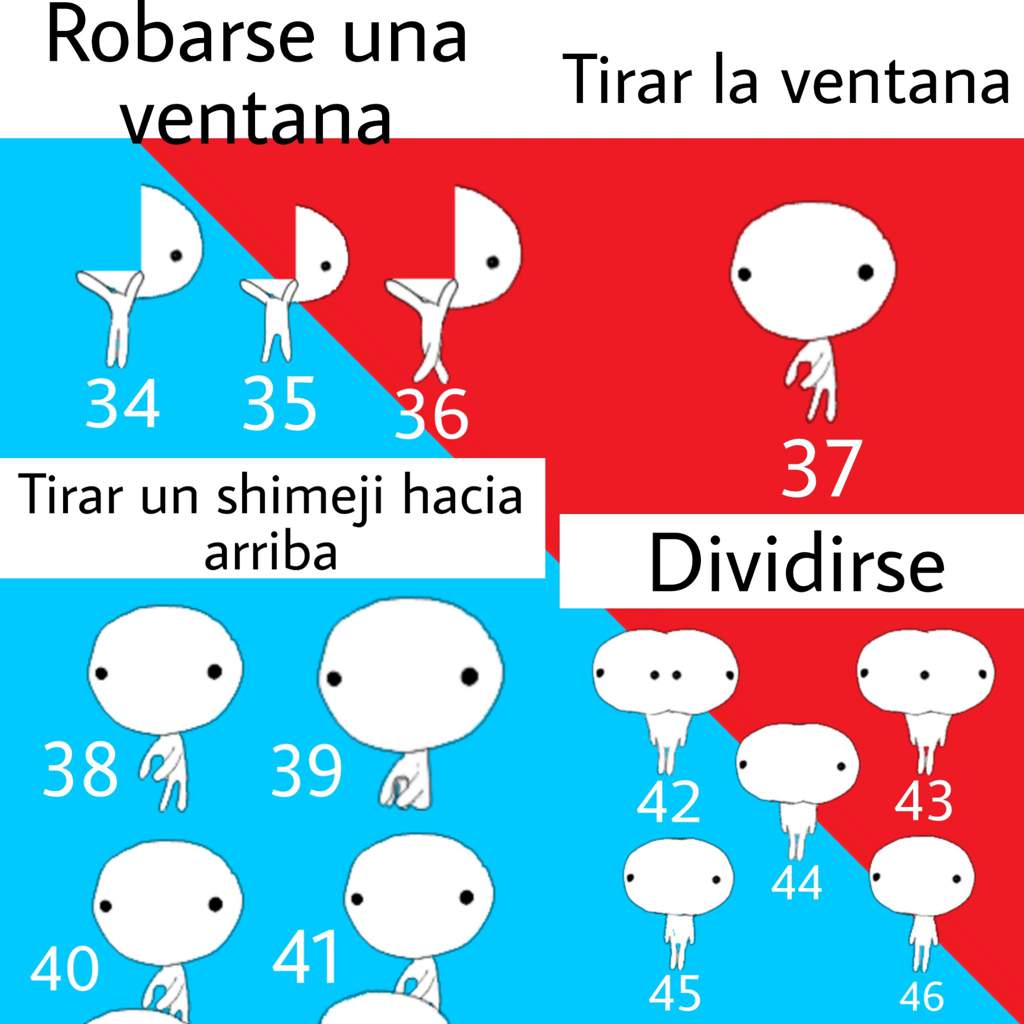 Robarse una
ventana
Tirar la ventana
34
35
36
37
Tirar un shimeji hacia
arriba
Dividirse
38
39
40
41
42
43
44
45
46